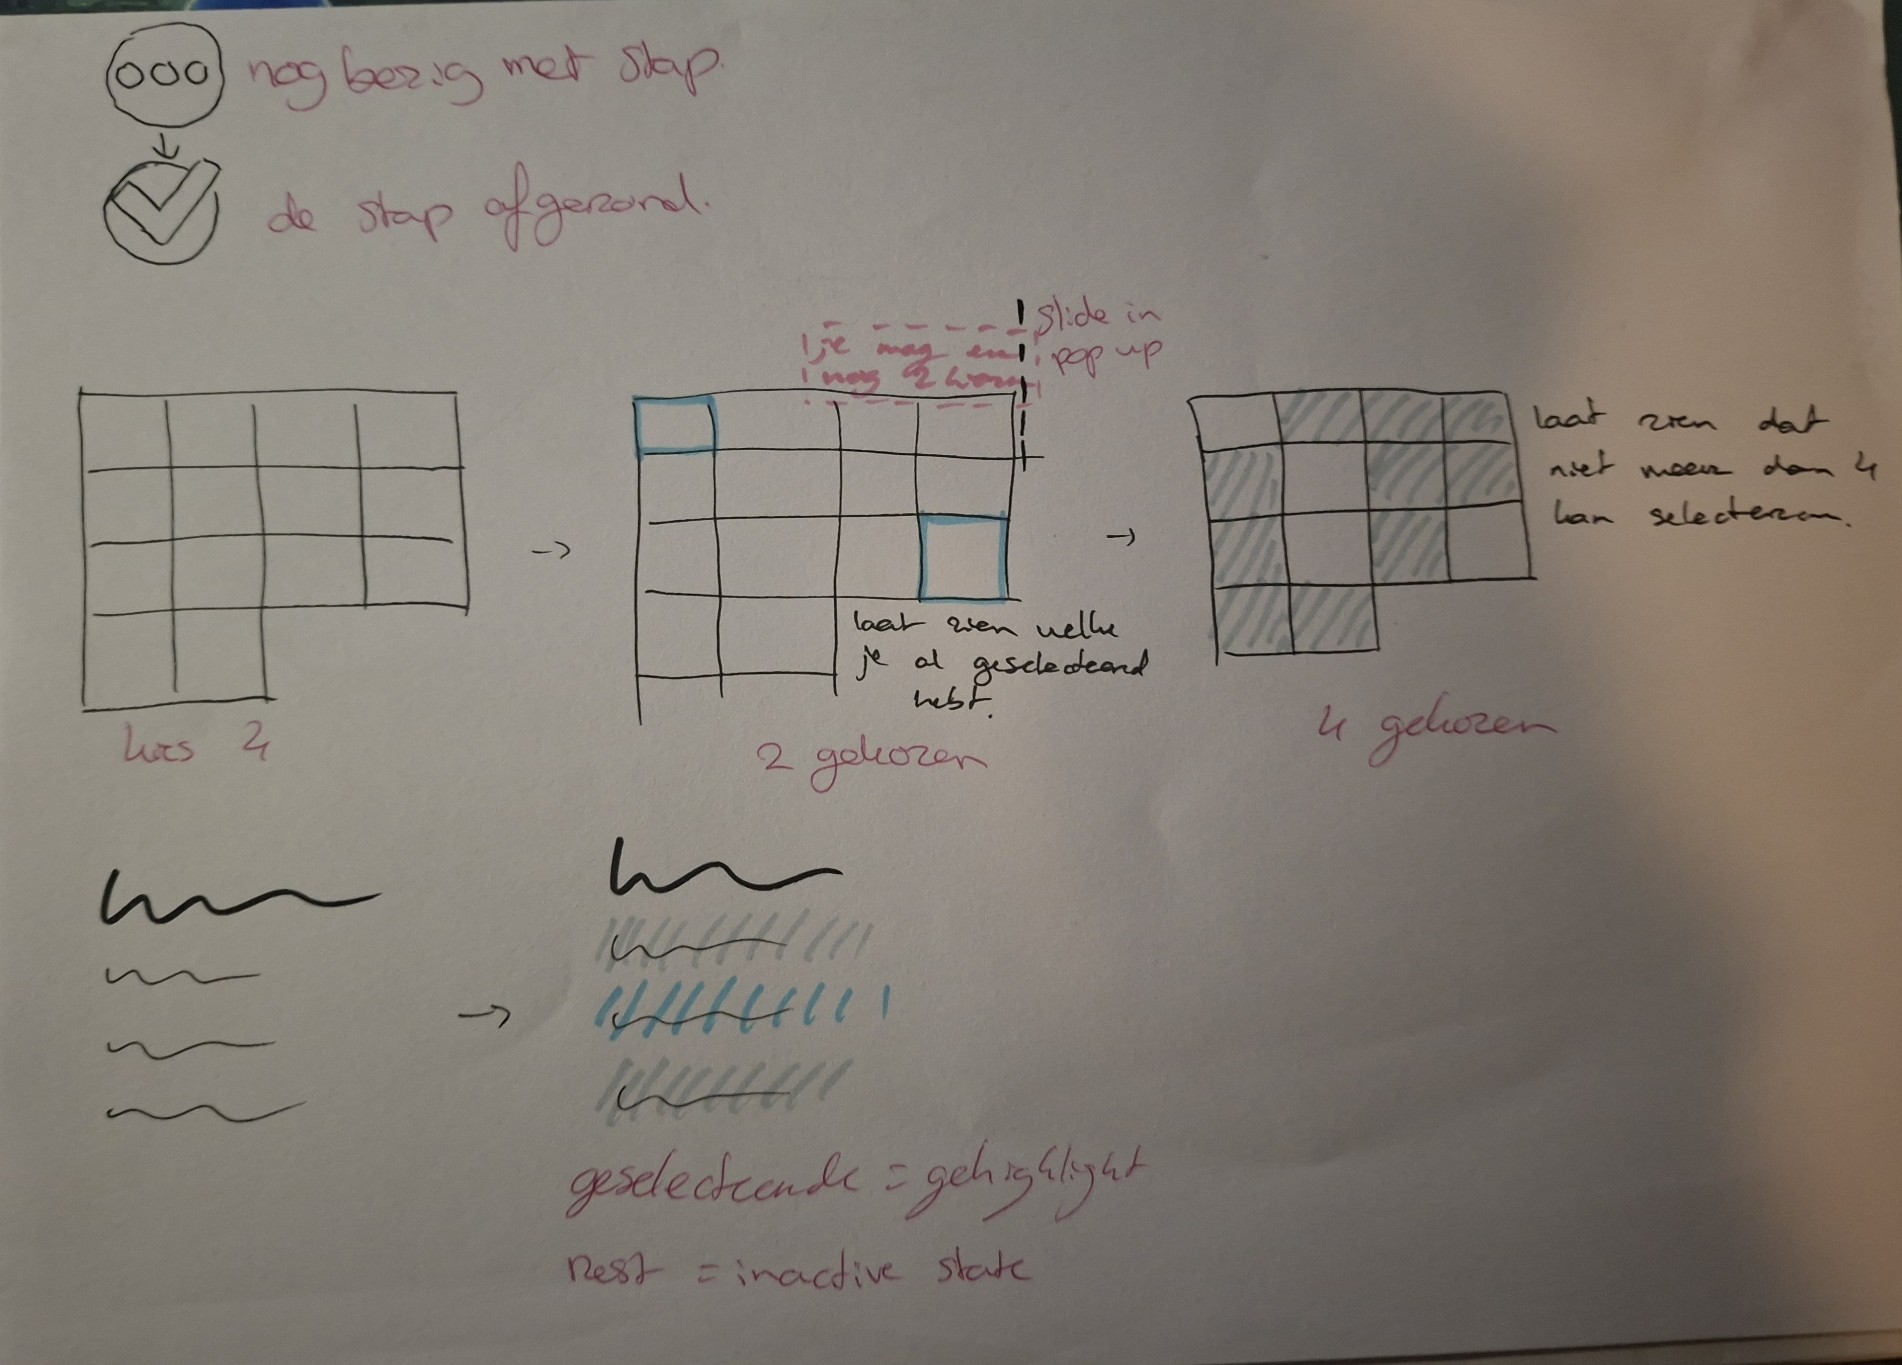 nog bezig met stap.
de stap afgerond.
slide in
pop up
je mag er
nog 2
laat zien dat
niet meer dan 4
kan selecteren.
laat zien welke
je al geselecteerd
hebt.
kies 4
2 gekozen
4 gekozen
geselecteerde = gehighlight
rest = inactive state